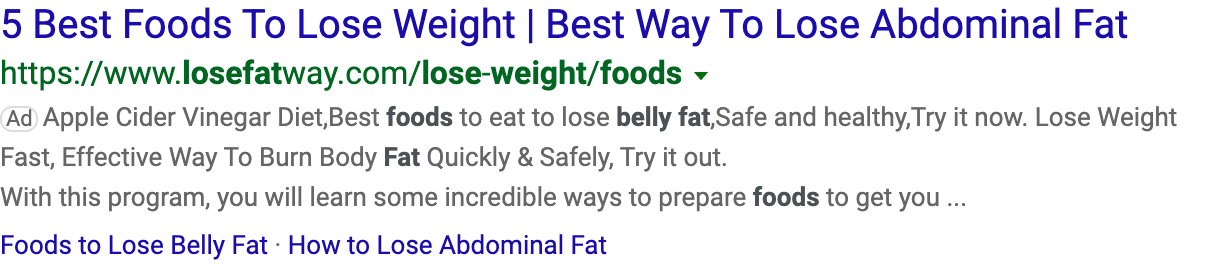 5 Best Foods To Lose Weight | Best Way To Lose Abdominal Fat
https://www.losefatway.com/lose-weight/foods
Ad Apple Cider Vinegar Diet,Best foods to eat to lose belly fat,Safe and healthy,Try it now. Lose Weight
Fast, Effective Way To Burn Body Fat Quickly & Safely, Try it out.
With this program, you will learn some incredible ways to prepare foods to get you ...
Foods to Lose Belly Fat · How to Lose Abdominal Fat